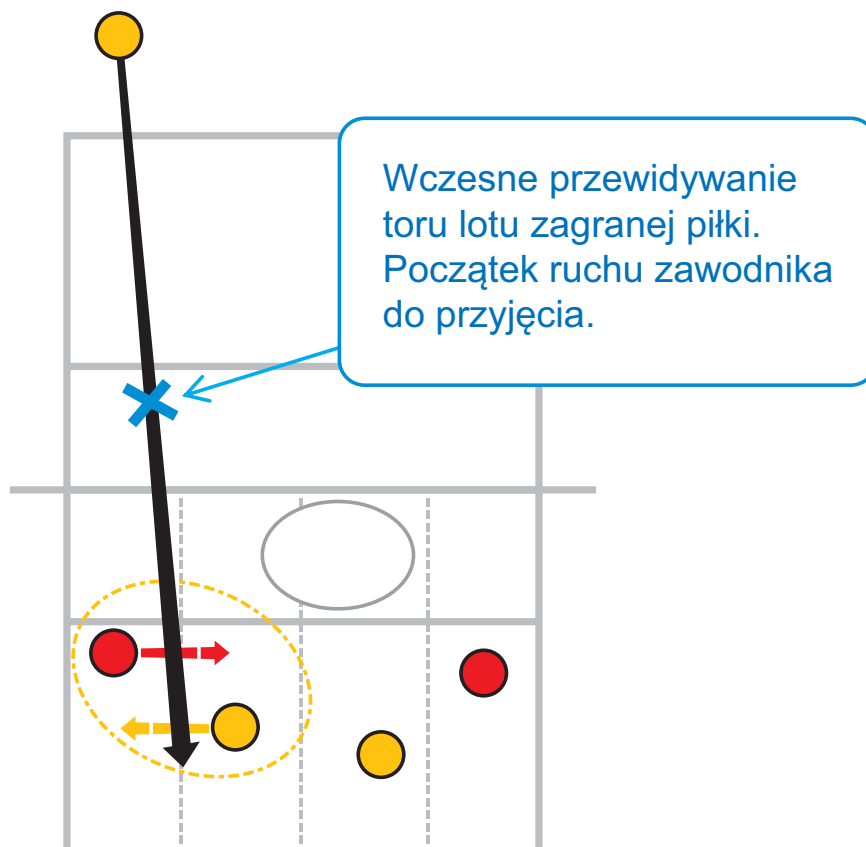 Wczesne przewidywanie
toru lotu zagranej piłki.
Początek ruchu zawodnika
do przyjęcia.